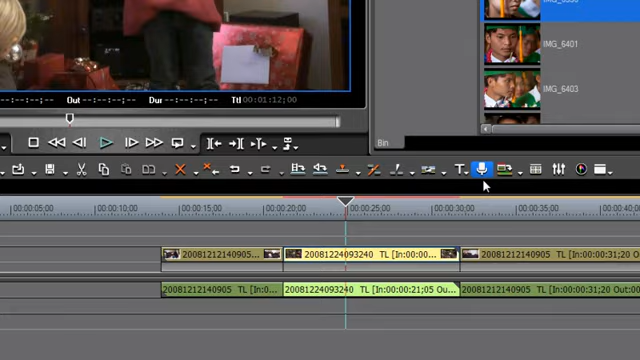 IMG_6401
IMG_6403
--:--:--;-- Out --:--:--;-- Dur --:--:--;-- Ttl 00:01:12;00
Bin
T
00:00:05;00 00:00:10;00 00:00:15;00 00:00:20;00 00:00:25;00 00:00:30;00 00:00:35;00 00:00:40;00
20081212140905... 20081224093240 TL [In:00:00... 20081212140905 TL [In:00:00:31;20
20081212140905 TL [In:0... 20081224093240 TL [In:00:00:21;05 Ou... 20081212140905 TL [In:00:00:31;20 Out:00:0